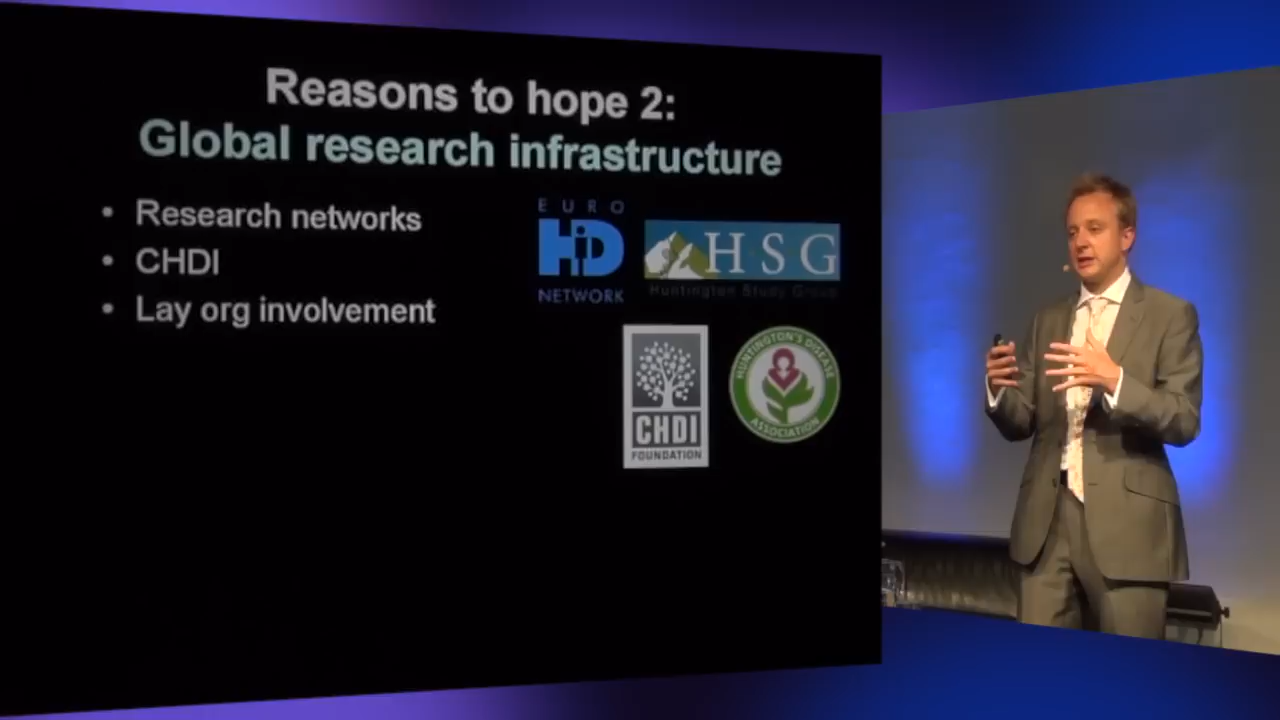 Reasons to hope 2:
Global research infrastructure
• Research networks
• CHDI
• Lay org involvement
EURO
HD
NETWORK
HSG
Huntington Study Group
CHDI
FOUNDATION
HUNTINGTON'S DISEASE
ASSOCIATION